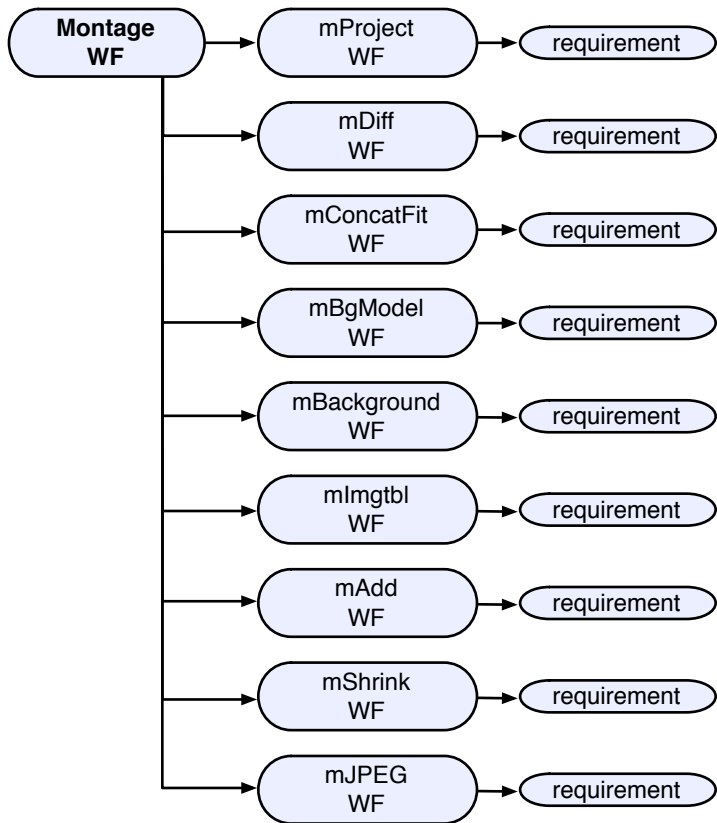 Montage
WF
mProject
WF
requirement
mDiff
WF
requirement
mConcatFit
WF
requirement
mBgModel
WF
requirement
mBackground
WF
requirement
mImgtbl
WF
requirement
mAdd
WF
requirement
mShrink
WF
requirement
mJPEG
WF
requirement